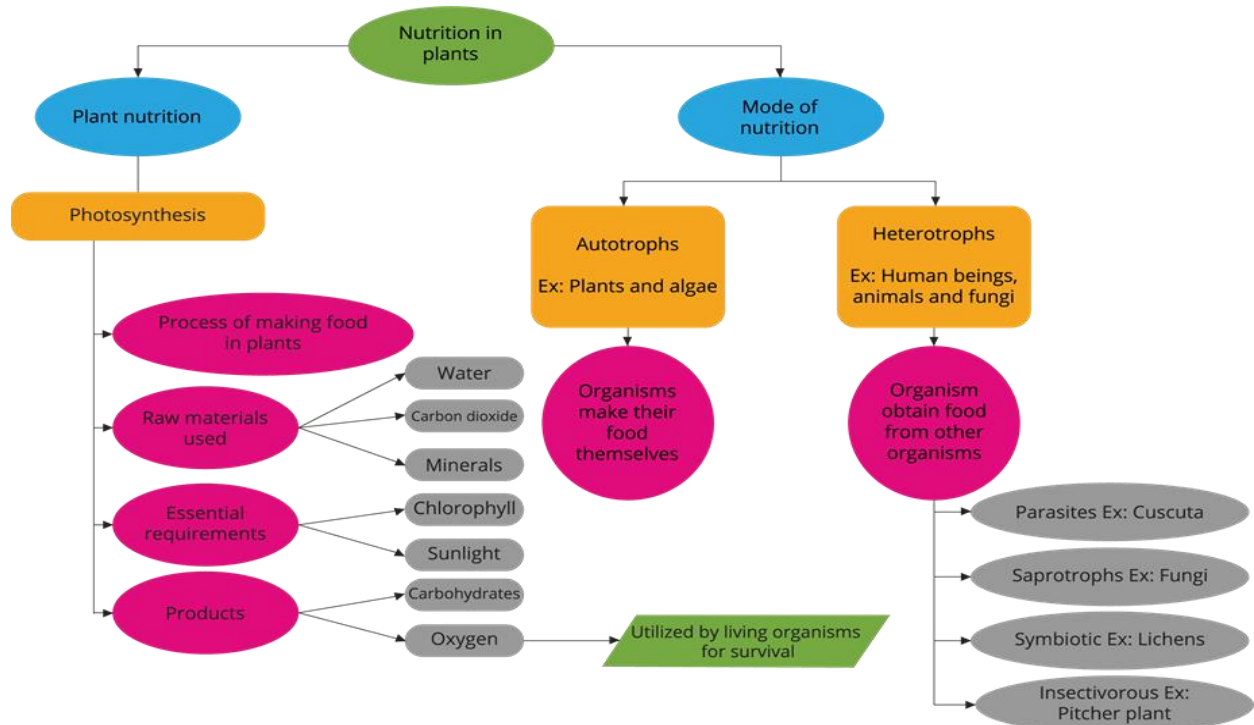 Nutrition in
plants
Plant nutrition
Mode of
nutrition
Photosynthesis
Autotrophs
Ex: Plants and algae
Heterotrophs
Ex: Human beings,
animals and fungi
Process of making food
in plants
Raw materials
used
Water
Carbon dioxide
Minerals
Essential
requirements
Chlorophyll
Sunlight
Products
Carbohydrates
Oxygen
Utilized by living organisms
for survival
Organisms
make their
food
themselves
Organism
obtain food
from other
organisms
Parasites Ex: Cuscuta
Saprotrophs Ex: Fungi
Symbiotic Ex: Lichens
Insectivorous Ex:
Pitcher plant